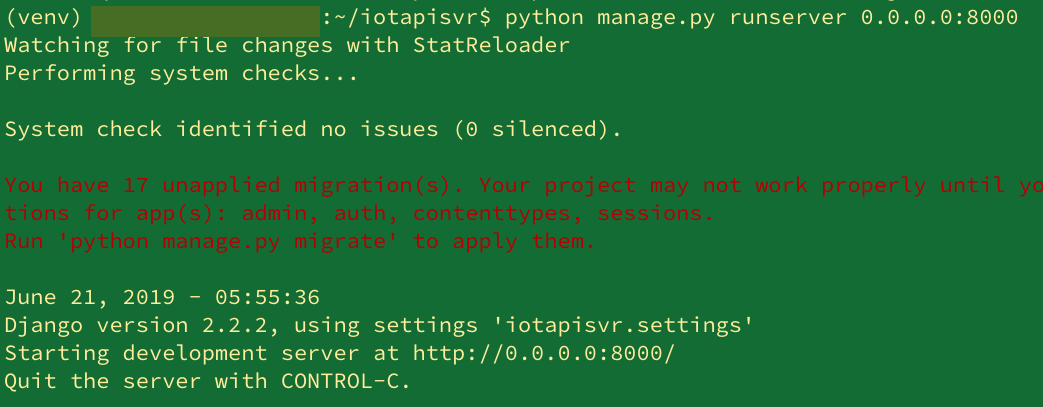 (venv) :~/iotapisvr$ python manage.py runserver 0.0.0.0:8000
Watching for file changes with StatReloader
Performing system checks...
System check identified no issues (0 silenced).
You have 17 unapplied migration(s). Your project may not work properly until yo
tions for app(s): admin, auth, contenttypes, sessions.
Run 'python manage.py migrate' to apply them.
June 21, 2019 - 05:55:36
Django version 2.2.2, using settings 'iotapisvr.settings'
Starting development server at http://0.0.0.0:8000/
Quit the server with CONTROL-C.